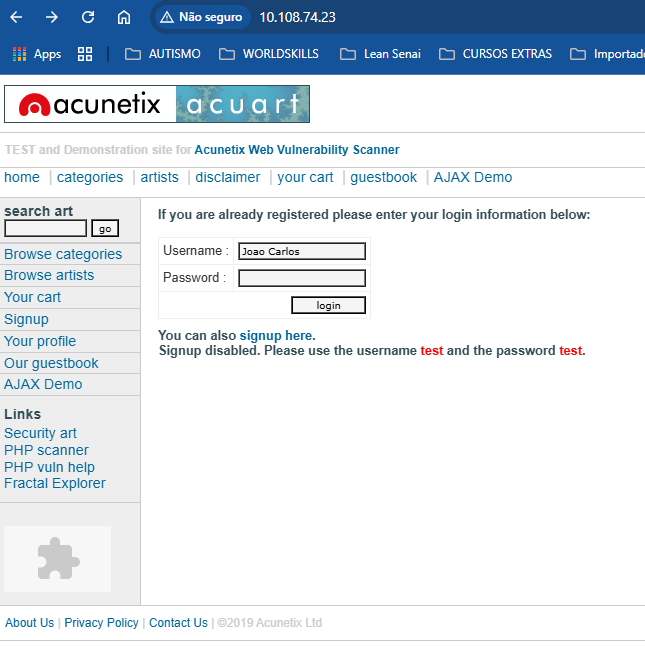 Não seguro 10.108.74.23
Apps AUTISMO WORLDSKILLS Lean Senai CURSOS EXTRAS
acunetix acuart
TEST and Demonstration site for Acunetix Web Vulnerability Scanner
home | categories | artists | disclaimer | your cart | guestbook | AJAX Demo
search art
go
Browse categories
Browse artists
Your cart
Signup
Your profile
Our guestbook
AJAX Demo
Links
Security art
PHP scanner
PHP vuln help
Fractal Explorer
If you are already registered please enter your login information below:
Username : Joao Carlos
Password :
login
You can also signup here.
Signup disabled. Please use the username test and the password test.
About Us | Privacy Policy | Contact Us | ©2019 Acunetix Ltd